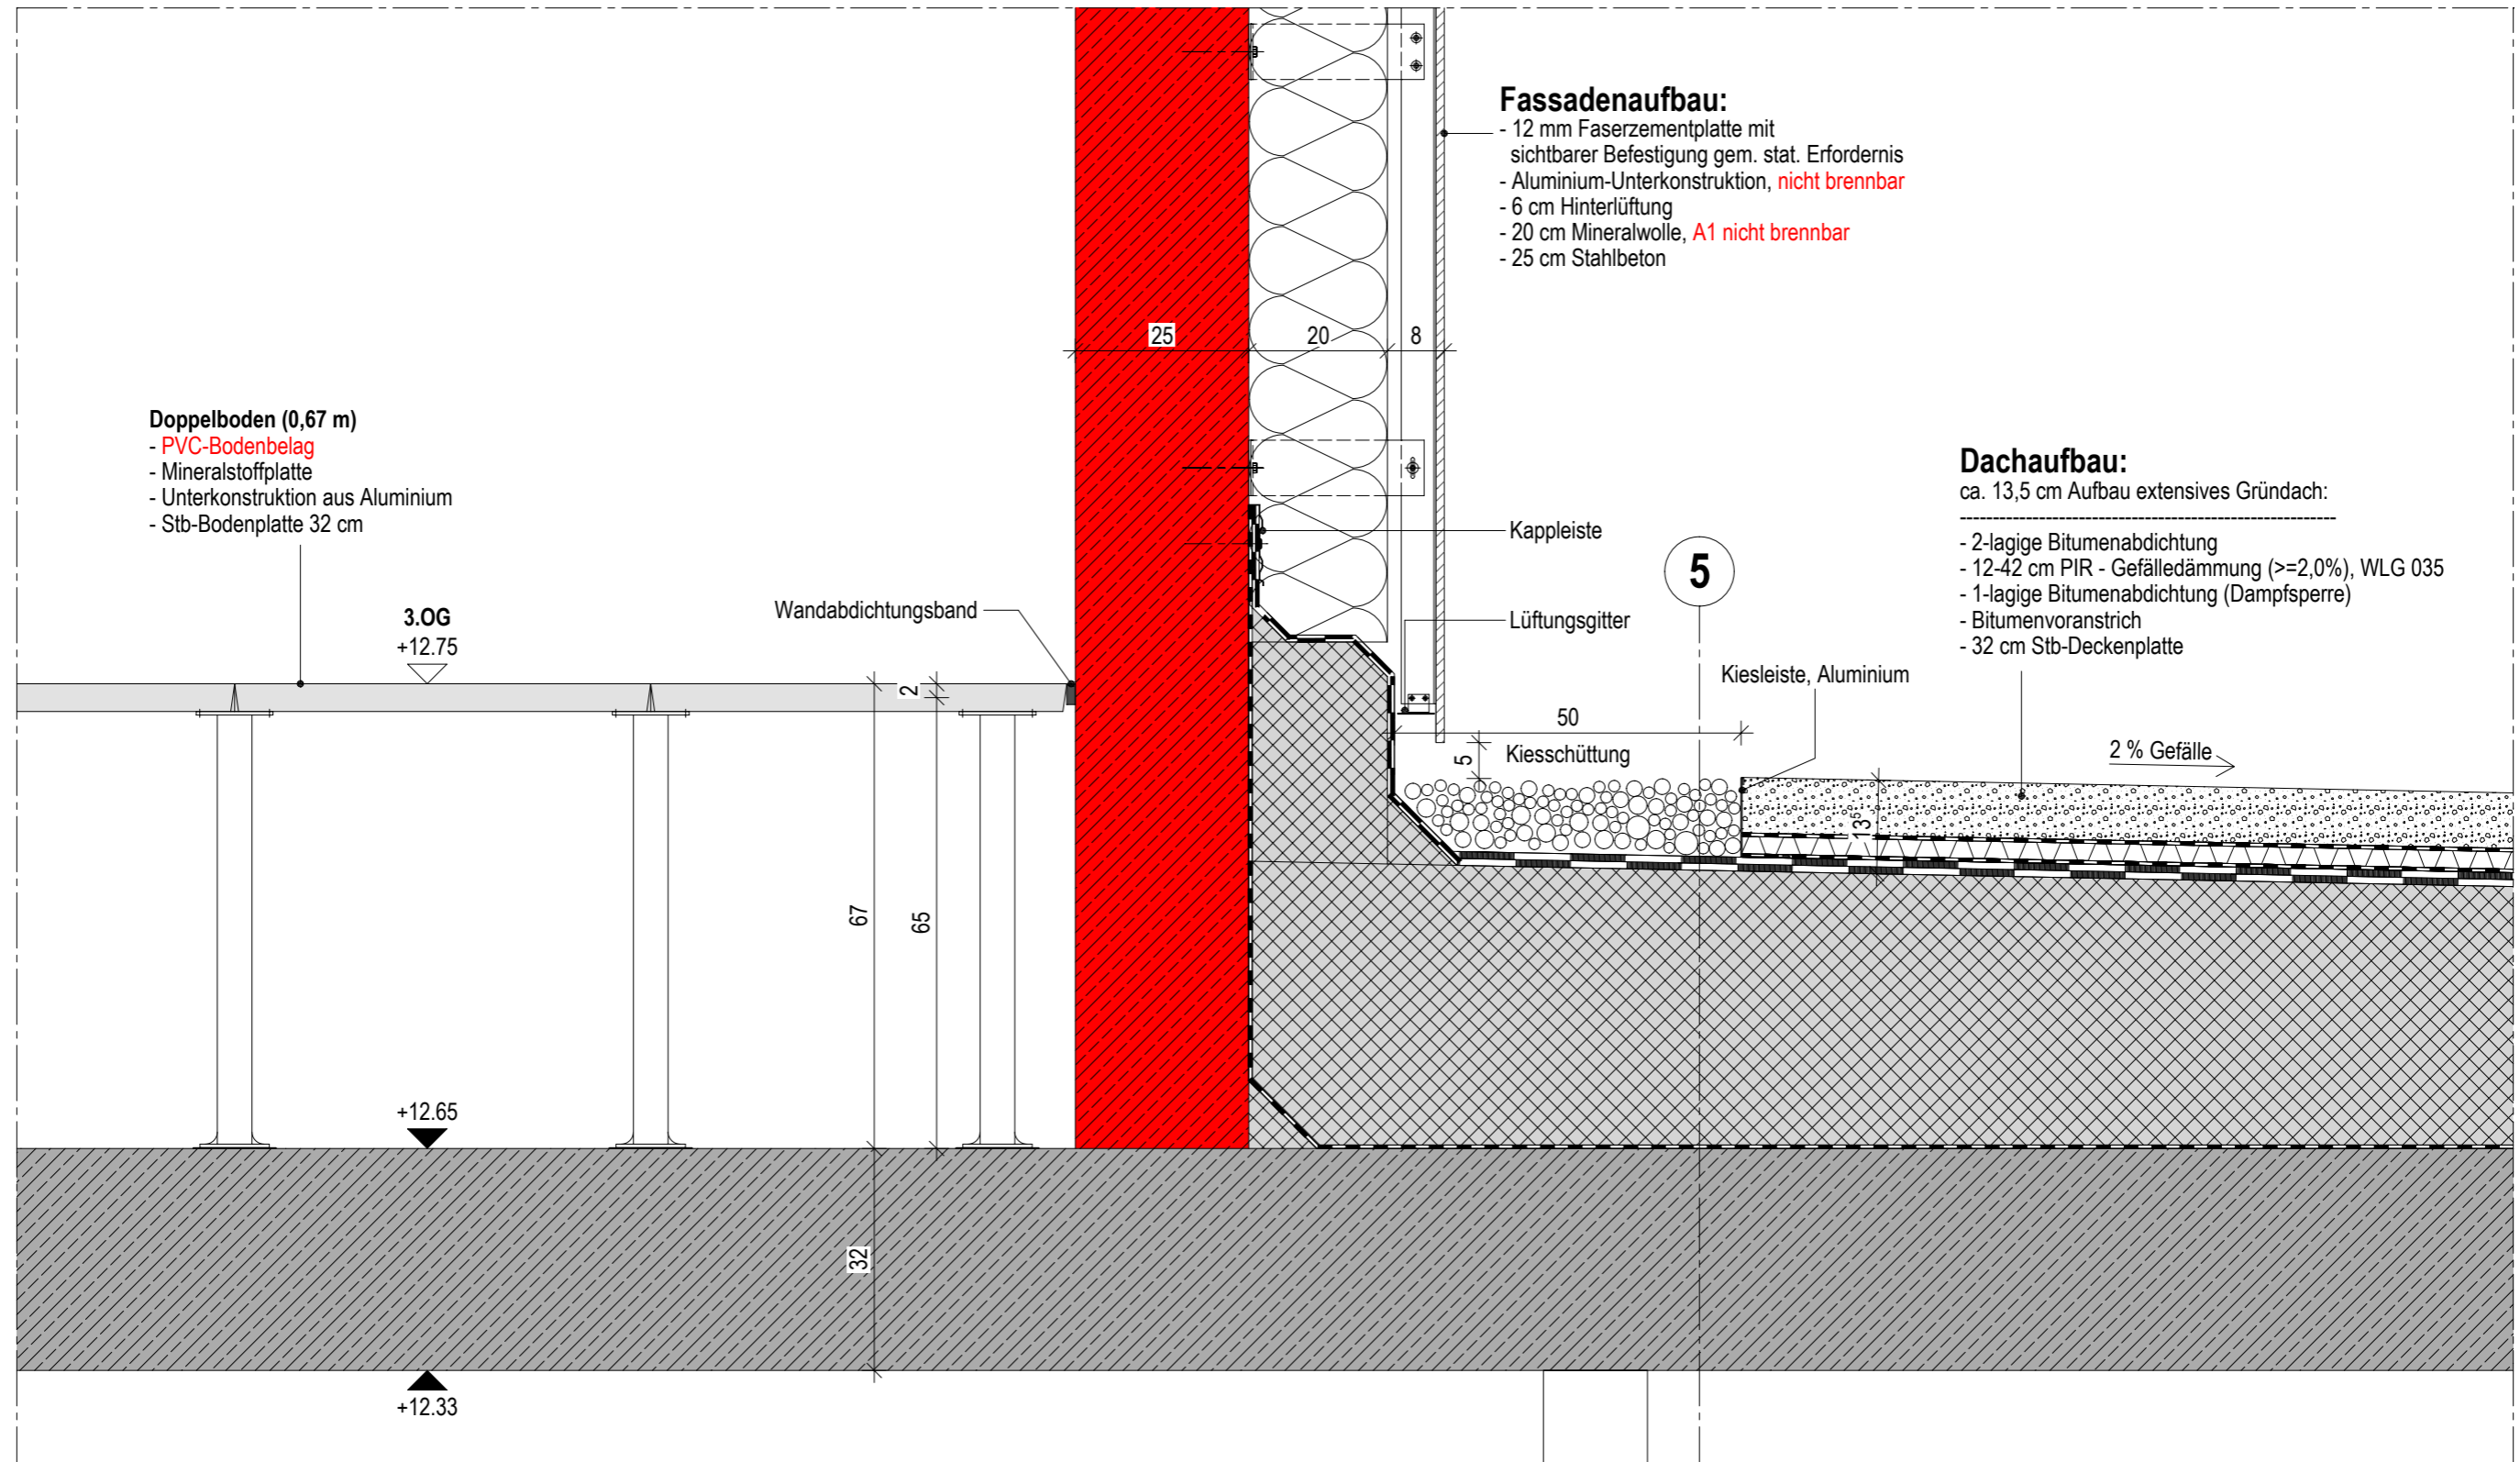 Fassadenaufbau:
- 12 mm Faserzementplatte mit
sichtbarer Befestigung gem. stat. Erfordernis
- Aluminium-Unterkonstruktion, nicht brennbar
- 6 cm Hinterlüftung
- 20 cm Mineralwolle, A1 nicht brennbar
- 25 cm Stahlbeton
25
20
8
Doppelboden (0,67 m)
- PVC-Bodenbelag
- Mineralstoffplatte
- Unterkonstruktion aus Aluminium
- Stb-Bodenplatte 32 cm
Dachaufbau:
ca. 13,5 cm Aufbau extensives Gründach:
---------------------------------------------------------
- 2-lagige Bitumenabdichtung
- 12-42 cm PIR - Gefälledämmung (>=2,0%), WLG 035
- 1-lagige Bitumenabdichtung (Dampfsperre)
- Bitumenvoranstrich
- 32 cm Stb-Deckenplatte
Kappleiste
5
Wandabdichtungsband
Lüftungsgitter
3.OG
+12.75
Kiesleiste, Aluminium
2
50
5
Kiesschüttung
2 % Gefälle
13⁵
67
65
+12.65
32
+12.33